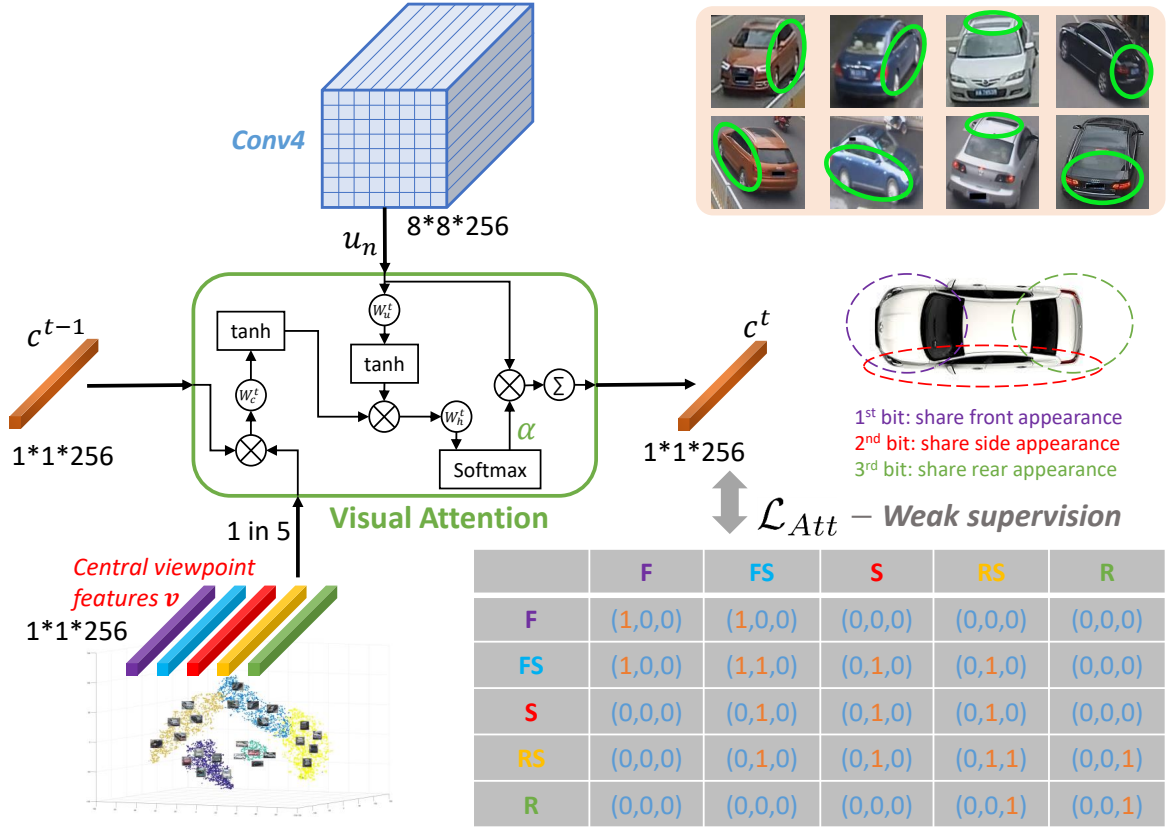 Conv4
8*8*256
u_n
c^{t-1}
1*1*256
tanh
W_c^t
W_u^t
tanh
W_h^t
Softmax
α
Σ
c^t
1*1*256
Visual Attention
1 in 5
Central viewpoint
features v
1*1*256
1st bit: share front appearance
2nd bit: share side appearance
3rd bit: share rear appearance
ℒ_{Att} – Weak supervision
F FS S RS R
F (1,0,0) (1,0,0) (0,0,0) (0,0,0) (0,0,0)
FS (1,0,0) (1,1,0) (0,1,0) (0,1,0) (0,0,0)
S (0,0,0) (0,1,0) (0,1,0) (0,1,0) (0,0,0)
RS (0,0,0) (0,1,0) (0,1,0) (0,1,1) (0,0,1)
R (0,0,0) (0,0,0) (0,0,0) (0,0,1) (0,0,1)